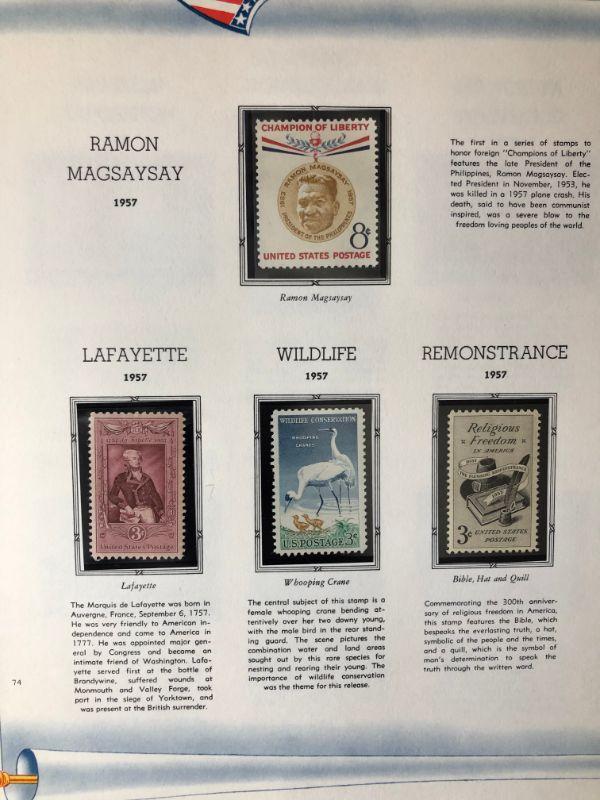 RAMON
MAGSAYSAY
1957
CHAMPION OF LIBERTY
RAMON MAGSAYSAY
1957
PRESIDENT OF THE PHILIPPINES
8¢
UNITED STATES POSTAGE
Ramon Magsaysay
The first in a series of stamps to
honor foreign "Champions of Liberty"
features the late President of the
Philippines, Ramon Magsaysay. Elec-
ted President in November, 1953, he
was killed in a 1957 plane crash. His
death, said to have been communist
inspired, was a severe blow to the
freedom loving peoples of the world.
LAFAYETTE
1957
3¢
United States Postage
Lafayette
The Marquis de Lafayette was born in
Auvergne, France, September 6, 1757.
He was very friendly to American in-
dependence and came to America in
1777. He was appointed major gen-
eral by Congress and became an
intimate friend of Washington. Lafa-
yette served first at the battle of
Brandywine, suffered wounds at
Monmouth and Valley Forge, took
part in the siege of Yorktown, and
was present at the British surrender.
WILDLIFE
1957
WILDLIFE CONSERVATION
WHOOPING
CRANES
U.S. POSTAGE 3¢
Whooping Crane
The central subject of this stamp is a
female whooping crane bending at-
tentively over her two downy young,
with the male bird in the rear stand-
ing guard. The scene pictures the
combination water and land areas
sought out by this rare species for
nesting and rearing their young. The
importance of wildlife conservation
was the theme for this release.
REMONSTRANCE
1957
Religious
Freedom
IN AMERICA
1657
THE FLUSHING REMONSTRANCE
1957
3¢ UNITED STATES
POSTAGE
Bible, Hat and Quill
Commemorating the 300th anniver-
sary of religious freedom in America,
this stamp features the Bible, which
bespeaks the everlasting truth, a hat,
symbolic of the people and the times,
and a quill, which is the symbol of
man's determination to speak the
truth through the written word.
74